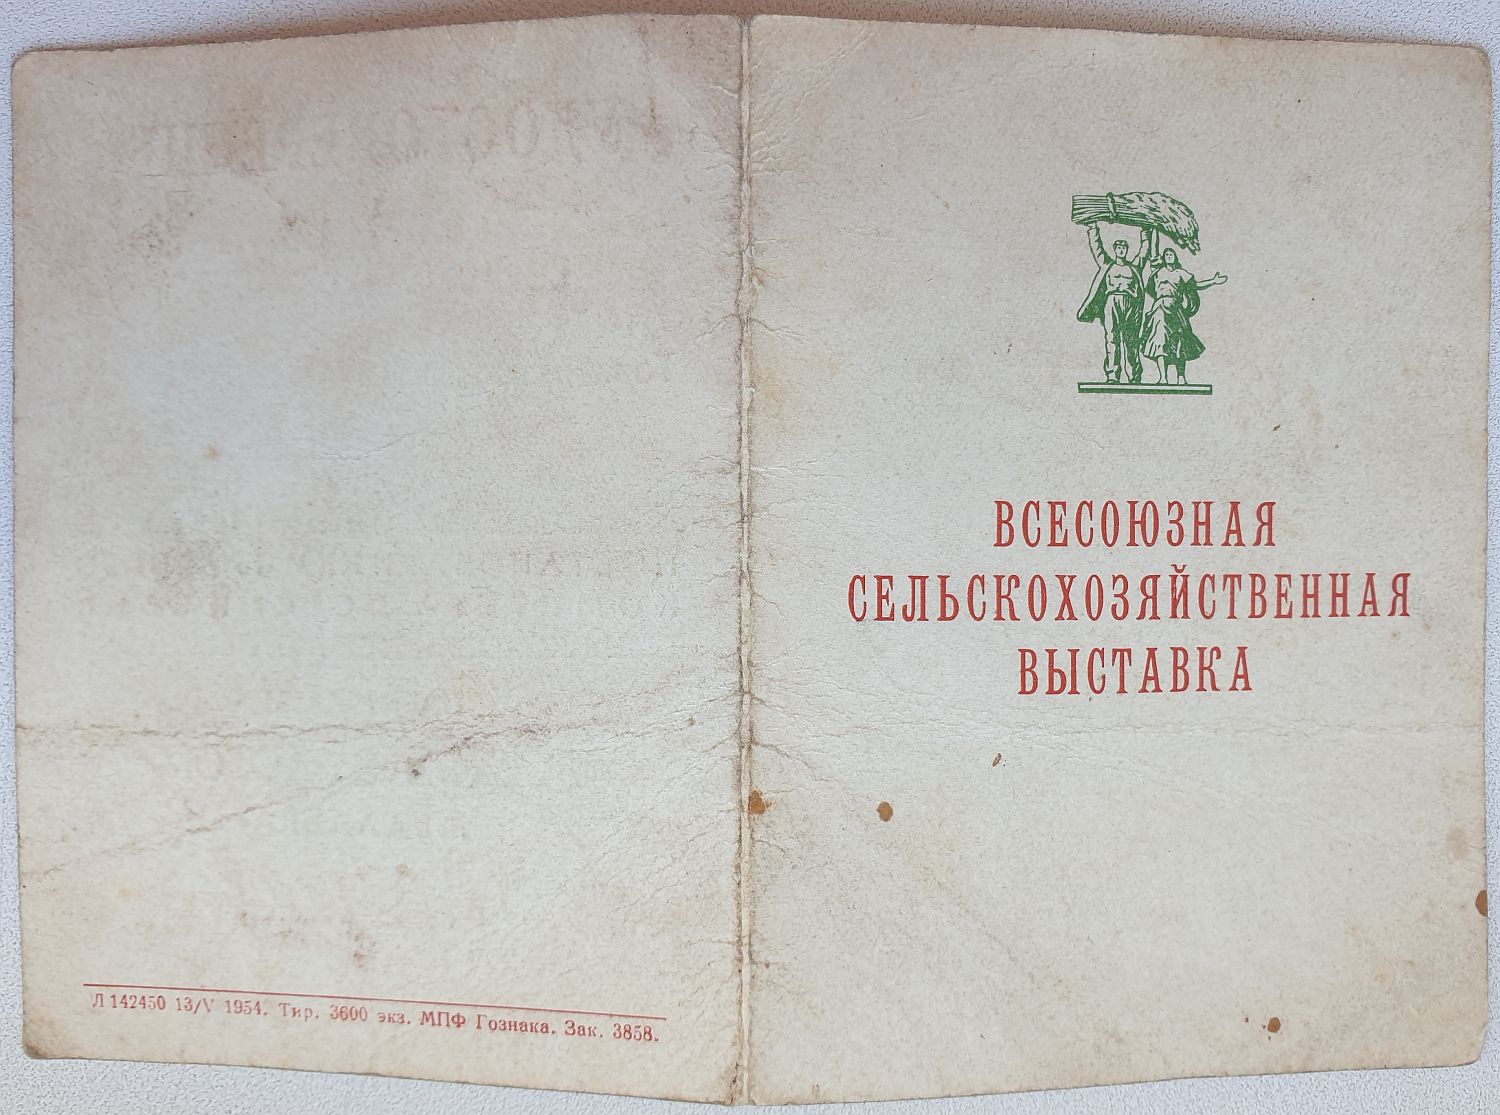 ВСЕСОЮЗНАЯ
СЕЛЬСКОХОЗЯЙСТВЕННАЯ
ВЫСТАВКА
Л 142450 13/V 1954. Тир. 3600 экз. МПФ Гознака. Зак. 3858.